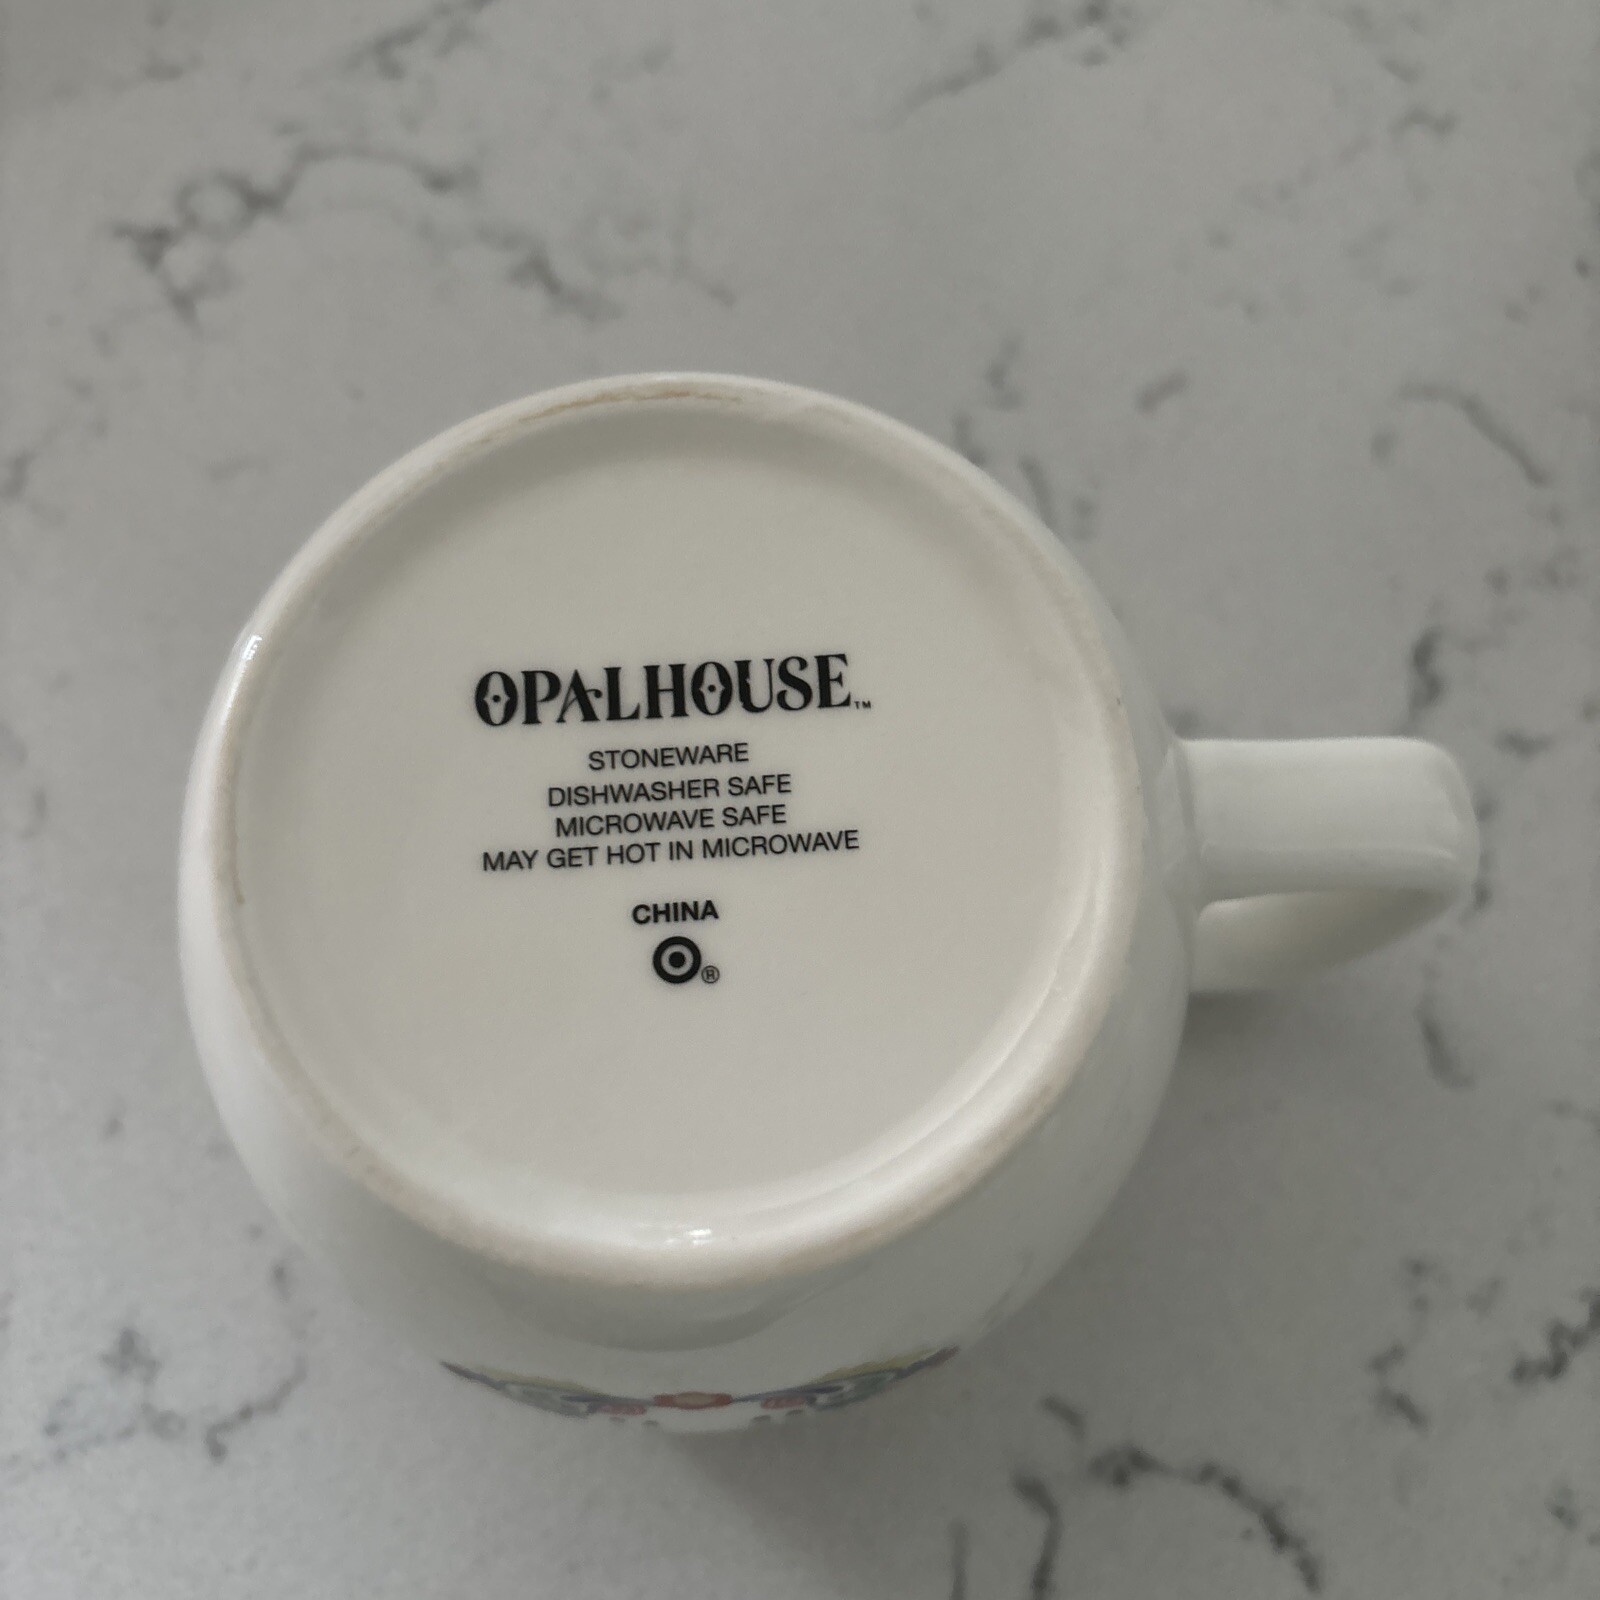 OPALHOUSE™
STONEWARE
DISHWASHER SAFE
MICROWAVE SAFE
MAY GET HOT IN MICROWAVE
CHINA
®